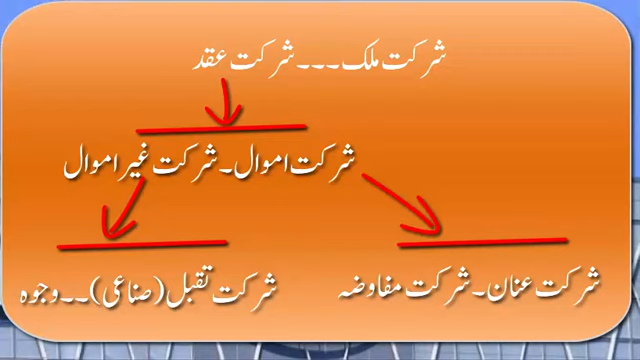 شرکت ملک۔۔۔شرکت عقد
شرکت اموال۔شرکت غیر اموال
شرکت عنان۔شرکت مفاوضہ
شرکت تقبل(صناعی)۔۔وجوہ